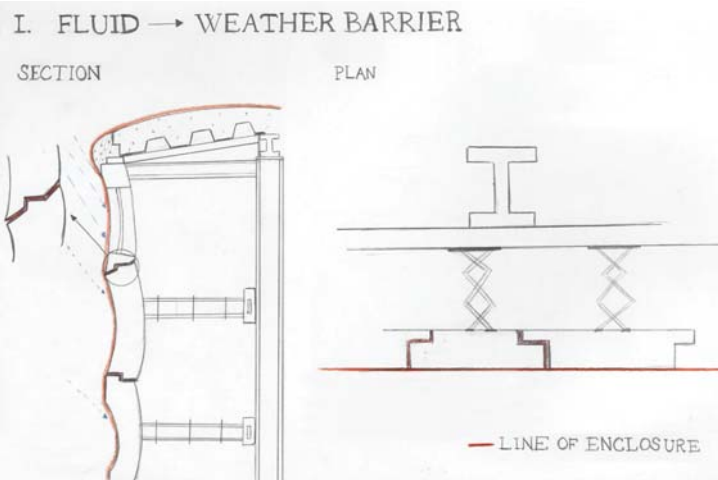 I. FLUID → WEATHER BARRIER
SECTION
PLAN
LINE OF ENCLOSURE